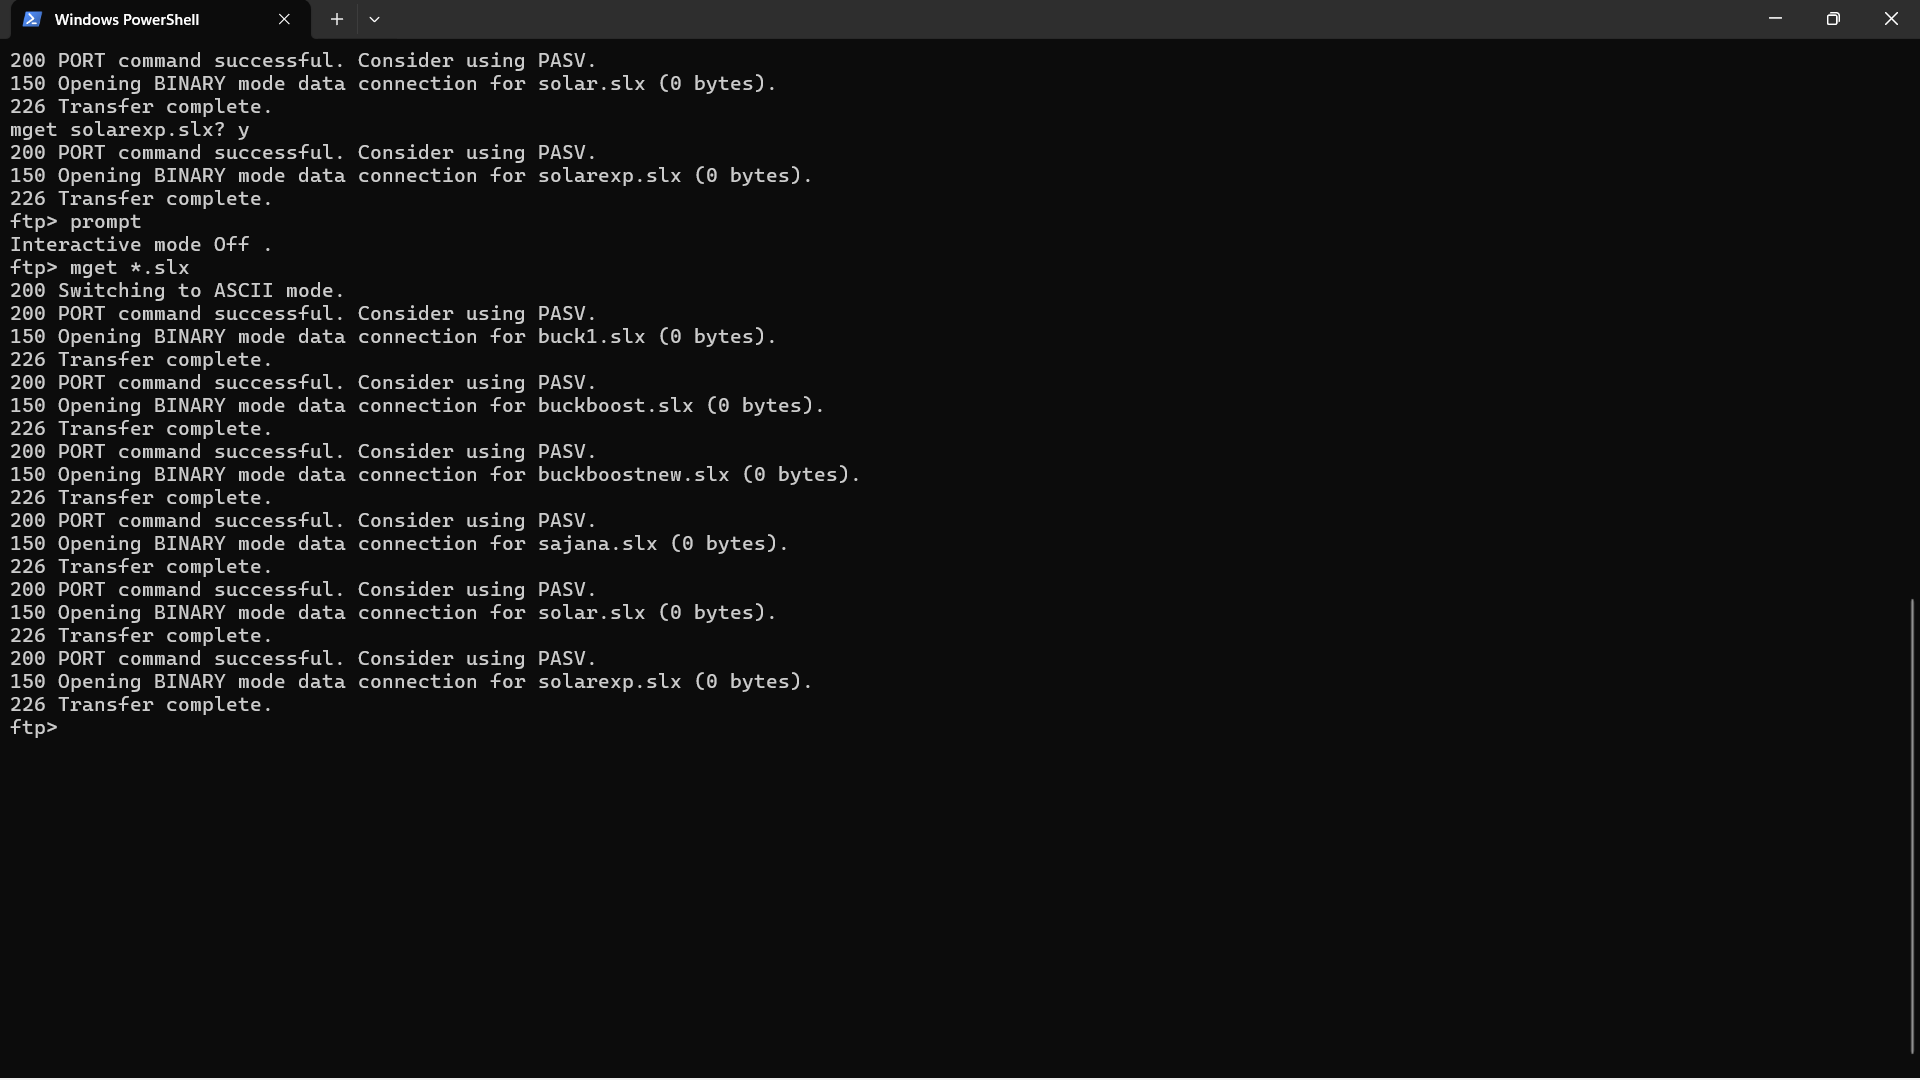 Windows PowerShell
200 PORT command successful. Consider using PASV.
150 Opening BINARY mode data connection for solar.slx (0 bytes).
226 Transfer complete.
mget solarexp.slx? y
200 PORT command successful. Consider using PASV.
150 Opening BINARY mode data connection for solarexp.slx (0 bytes).
226 Transfer complete.
ftp> prompt
Interactive mode Off .
ftp> mget *.slx
200 Switching to ASCII mode.
200 PORT command successful. Consider using PASV.
150 Opening BINARY mode data connection for buck1.slx (0 bytes).
226 Transfer complete.
200 PORT command successful. Consider using PASV.
150 Opening BINARY mode data connection for buckboost.slx (0 bytes).
226 Transfer complete.
200 PORT command successful. Consider using PASV.
150 Opening BINARY mode data connection for buckboostnew.slx (0 bytes).
226 Transfer complete.
200 PORT command successful. Consider using PASV.
150 Opening BINARY mode data connection for sajana.slx (0 bytes).
226 Transfer complete.
200 PORT command successful. Consider using PASV.
150 Opening BINARY mode data connection for solar.slx (0 bytes).
226 Transfer complete.
200 PORT command successful. Consider using PASV.
150 Opening BINARY mode data connection for solarexp.slx (0 bytes).
226 Transfer complete.
ftp>